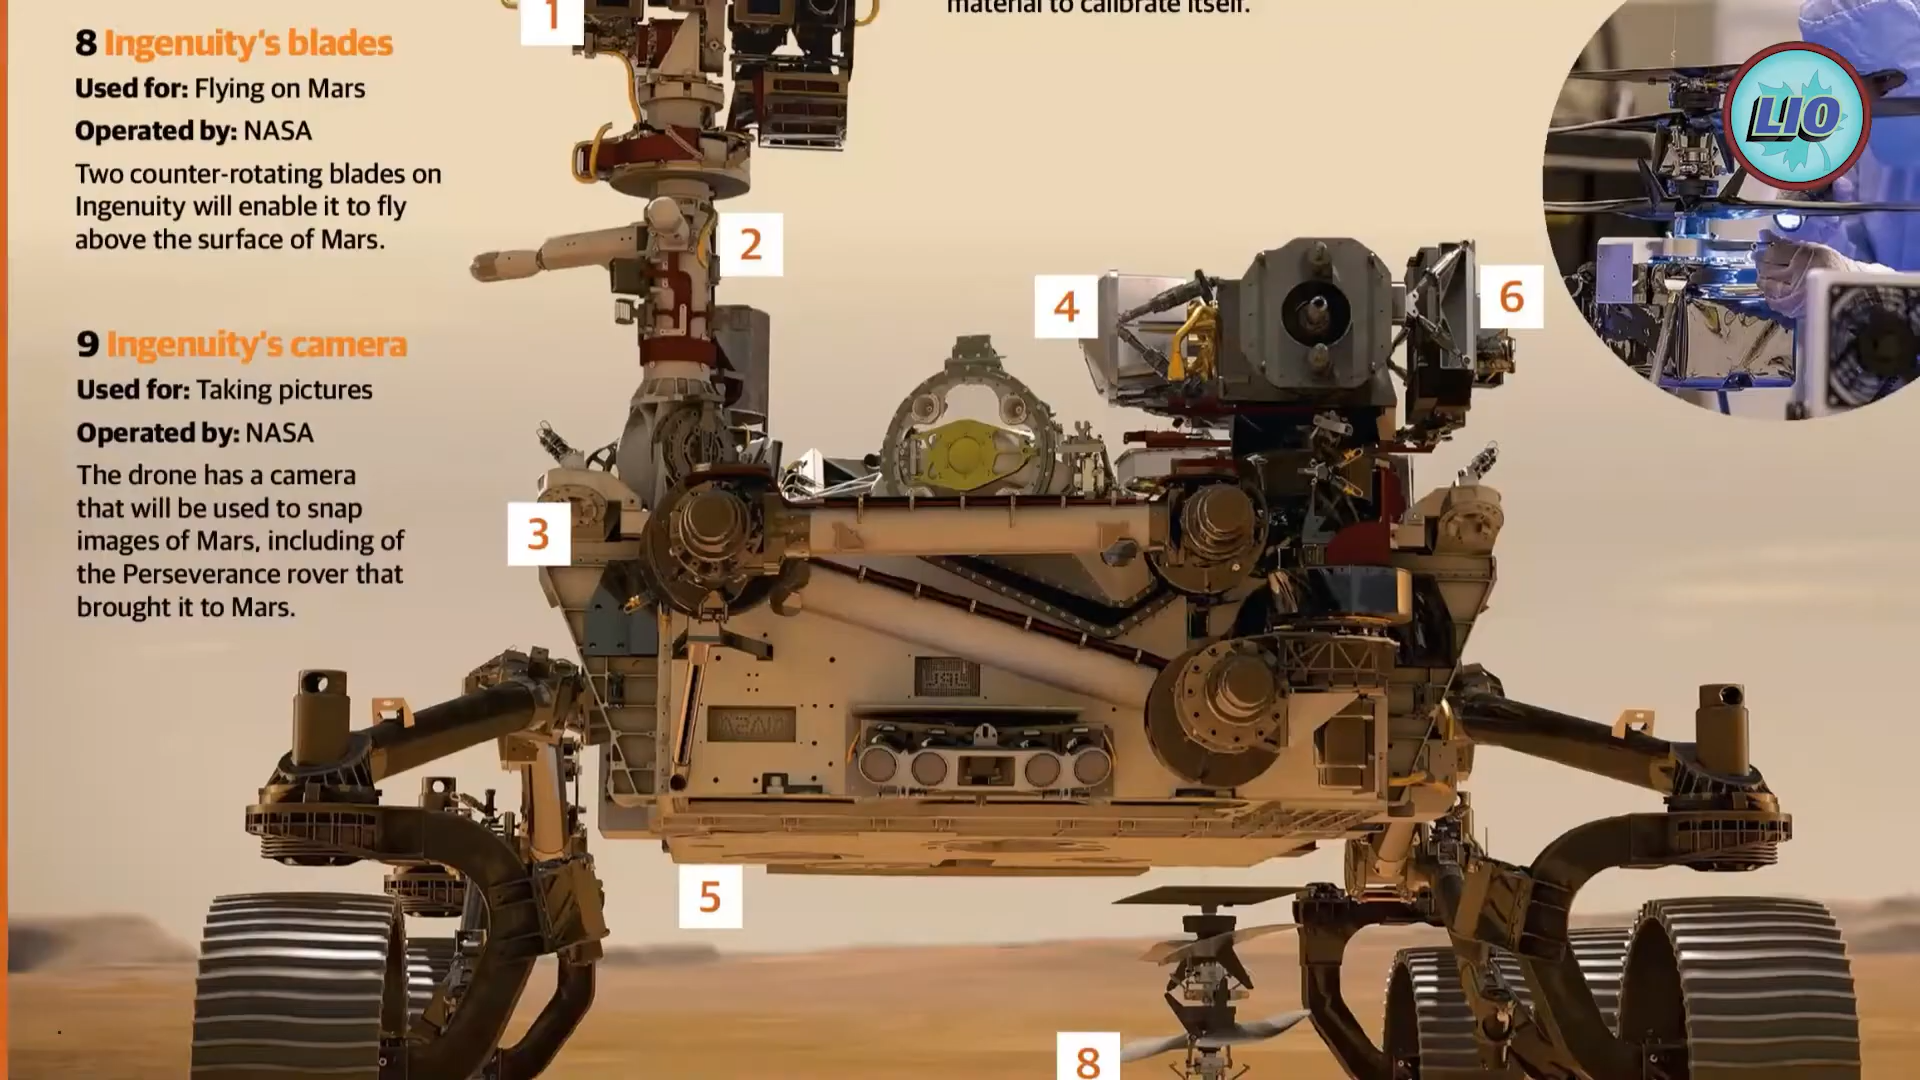 material to calibrate itself.
8 Ingenuity's blades
Used for: Flying on Mars
Operated by: NASA
Two counter-rotating blades on
Ingenuity will enable it to fly
above the surface of Mars.
9 Ingenuity's camera
Used for: Taking pictures
Operated by: NASA
The drone has a camera
that will be used to snap
images of Mars, including of
the Perseverance rover that
brought it to Mars.
1
2
3
4
5
6
8
LIO